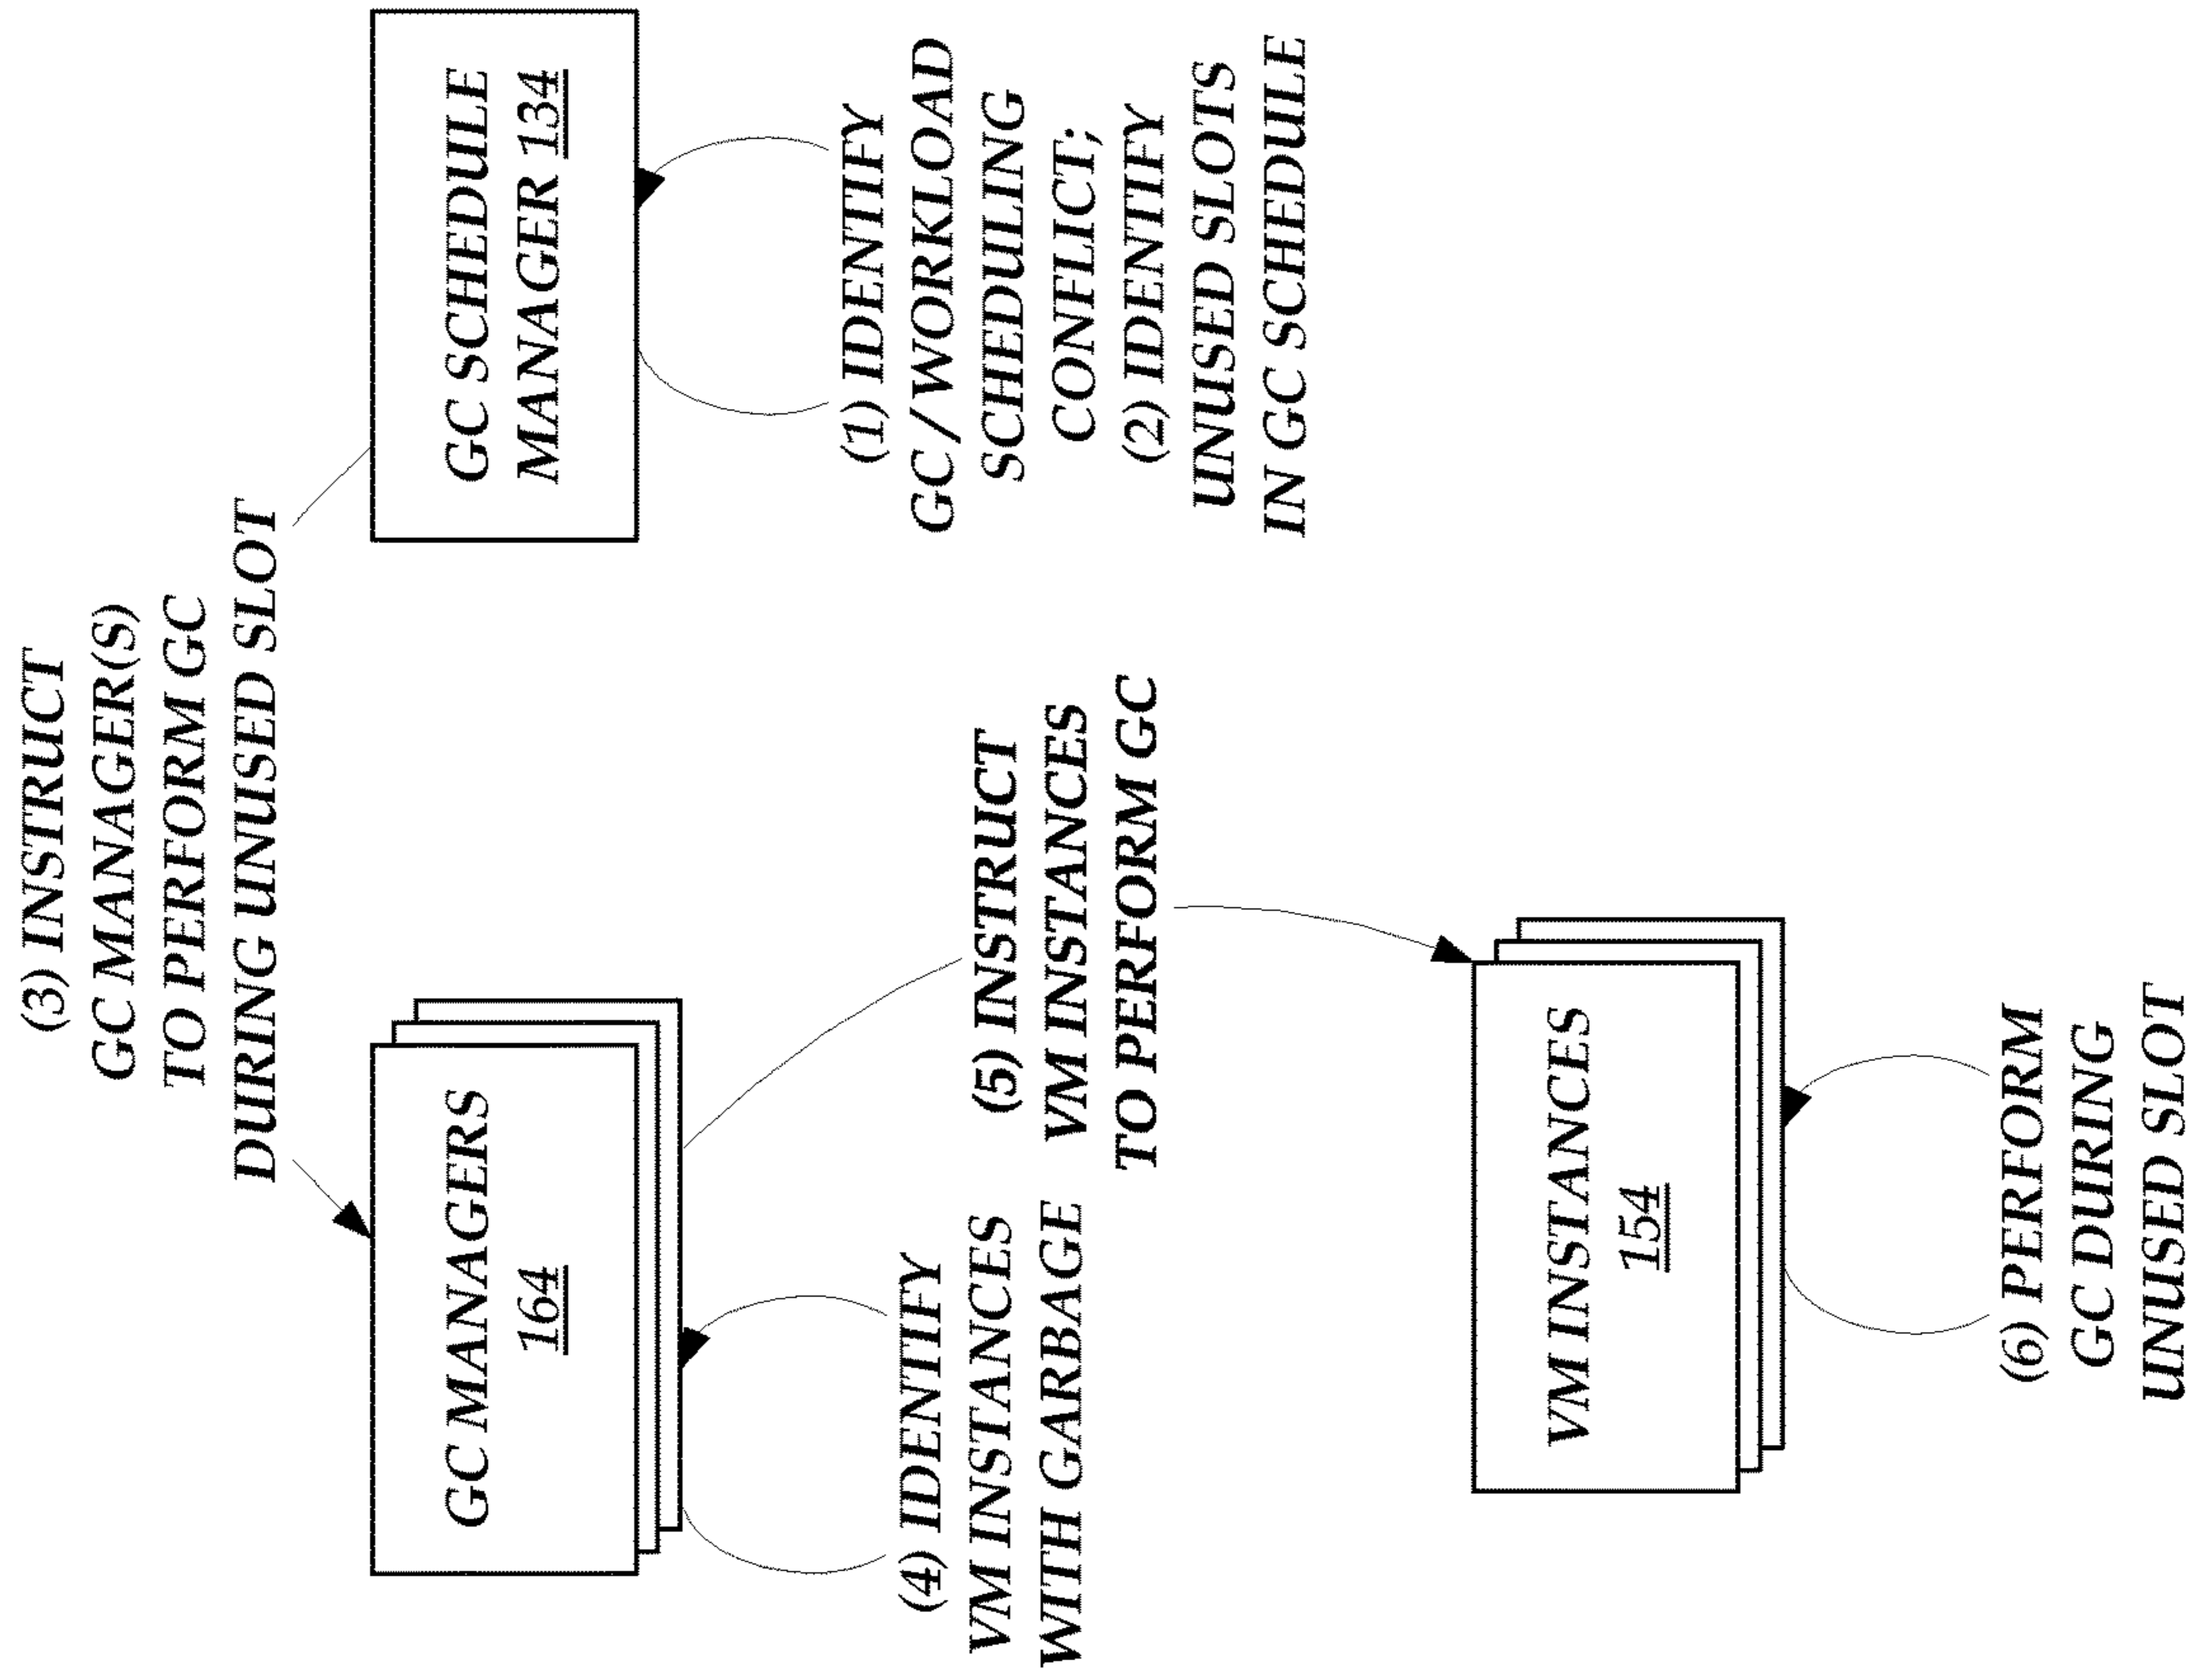 (3) INSTRUCT
GC MANAGER(S)
TO PERFORM GC
DURING UNUSED SLOT
GC MANAGERS
164
GC SCHEDULE
MANAGER 134
(4) IDENTIFY
VM INSTANCES
WITH GARBAGE
(5) INSTRUCT
VM INSTANCES
TO PERFORM GC
(1) IDENTIFY
GC / WORKLOAD
SCHEDULING
CONFLICT;
(2) IDENTIFY
UNUSED SLOTS
IN GC SCHEDULE
VM INSTANCES
154
(6) PERFORM
GC DURING
UNUSED SLOT